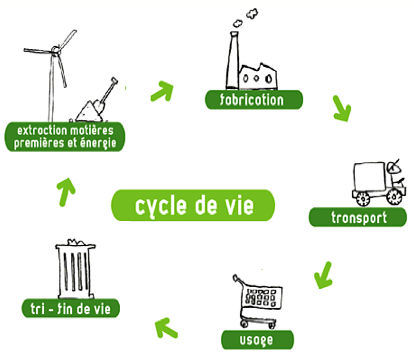 fabrication
extraction matières
premières et énergie
cycle de vie
transport
tri - fin de vie
usage